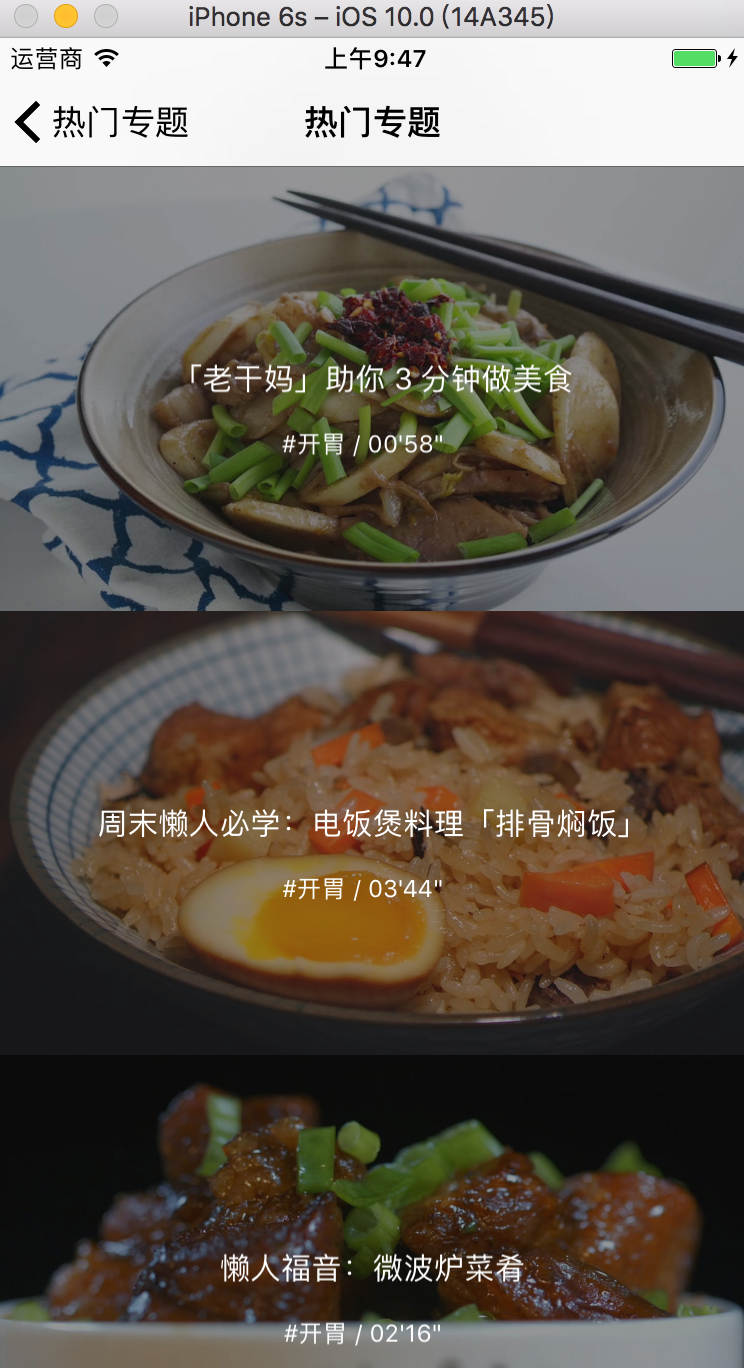 iPhone 6s – iOS 10.0 (14A345)
运营商 上午9:47
热门专题 热门专题
「老干妈」助你 3 分钟做美食
#开胃 / 00'58"
周末懒人必学：电饭煲料理「排骨焖饭」
#开胃 / 03'44"
懒人福音：微波炉菜肴
#开胃 / 02'16"